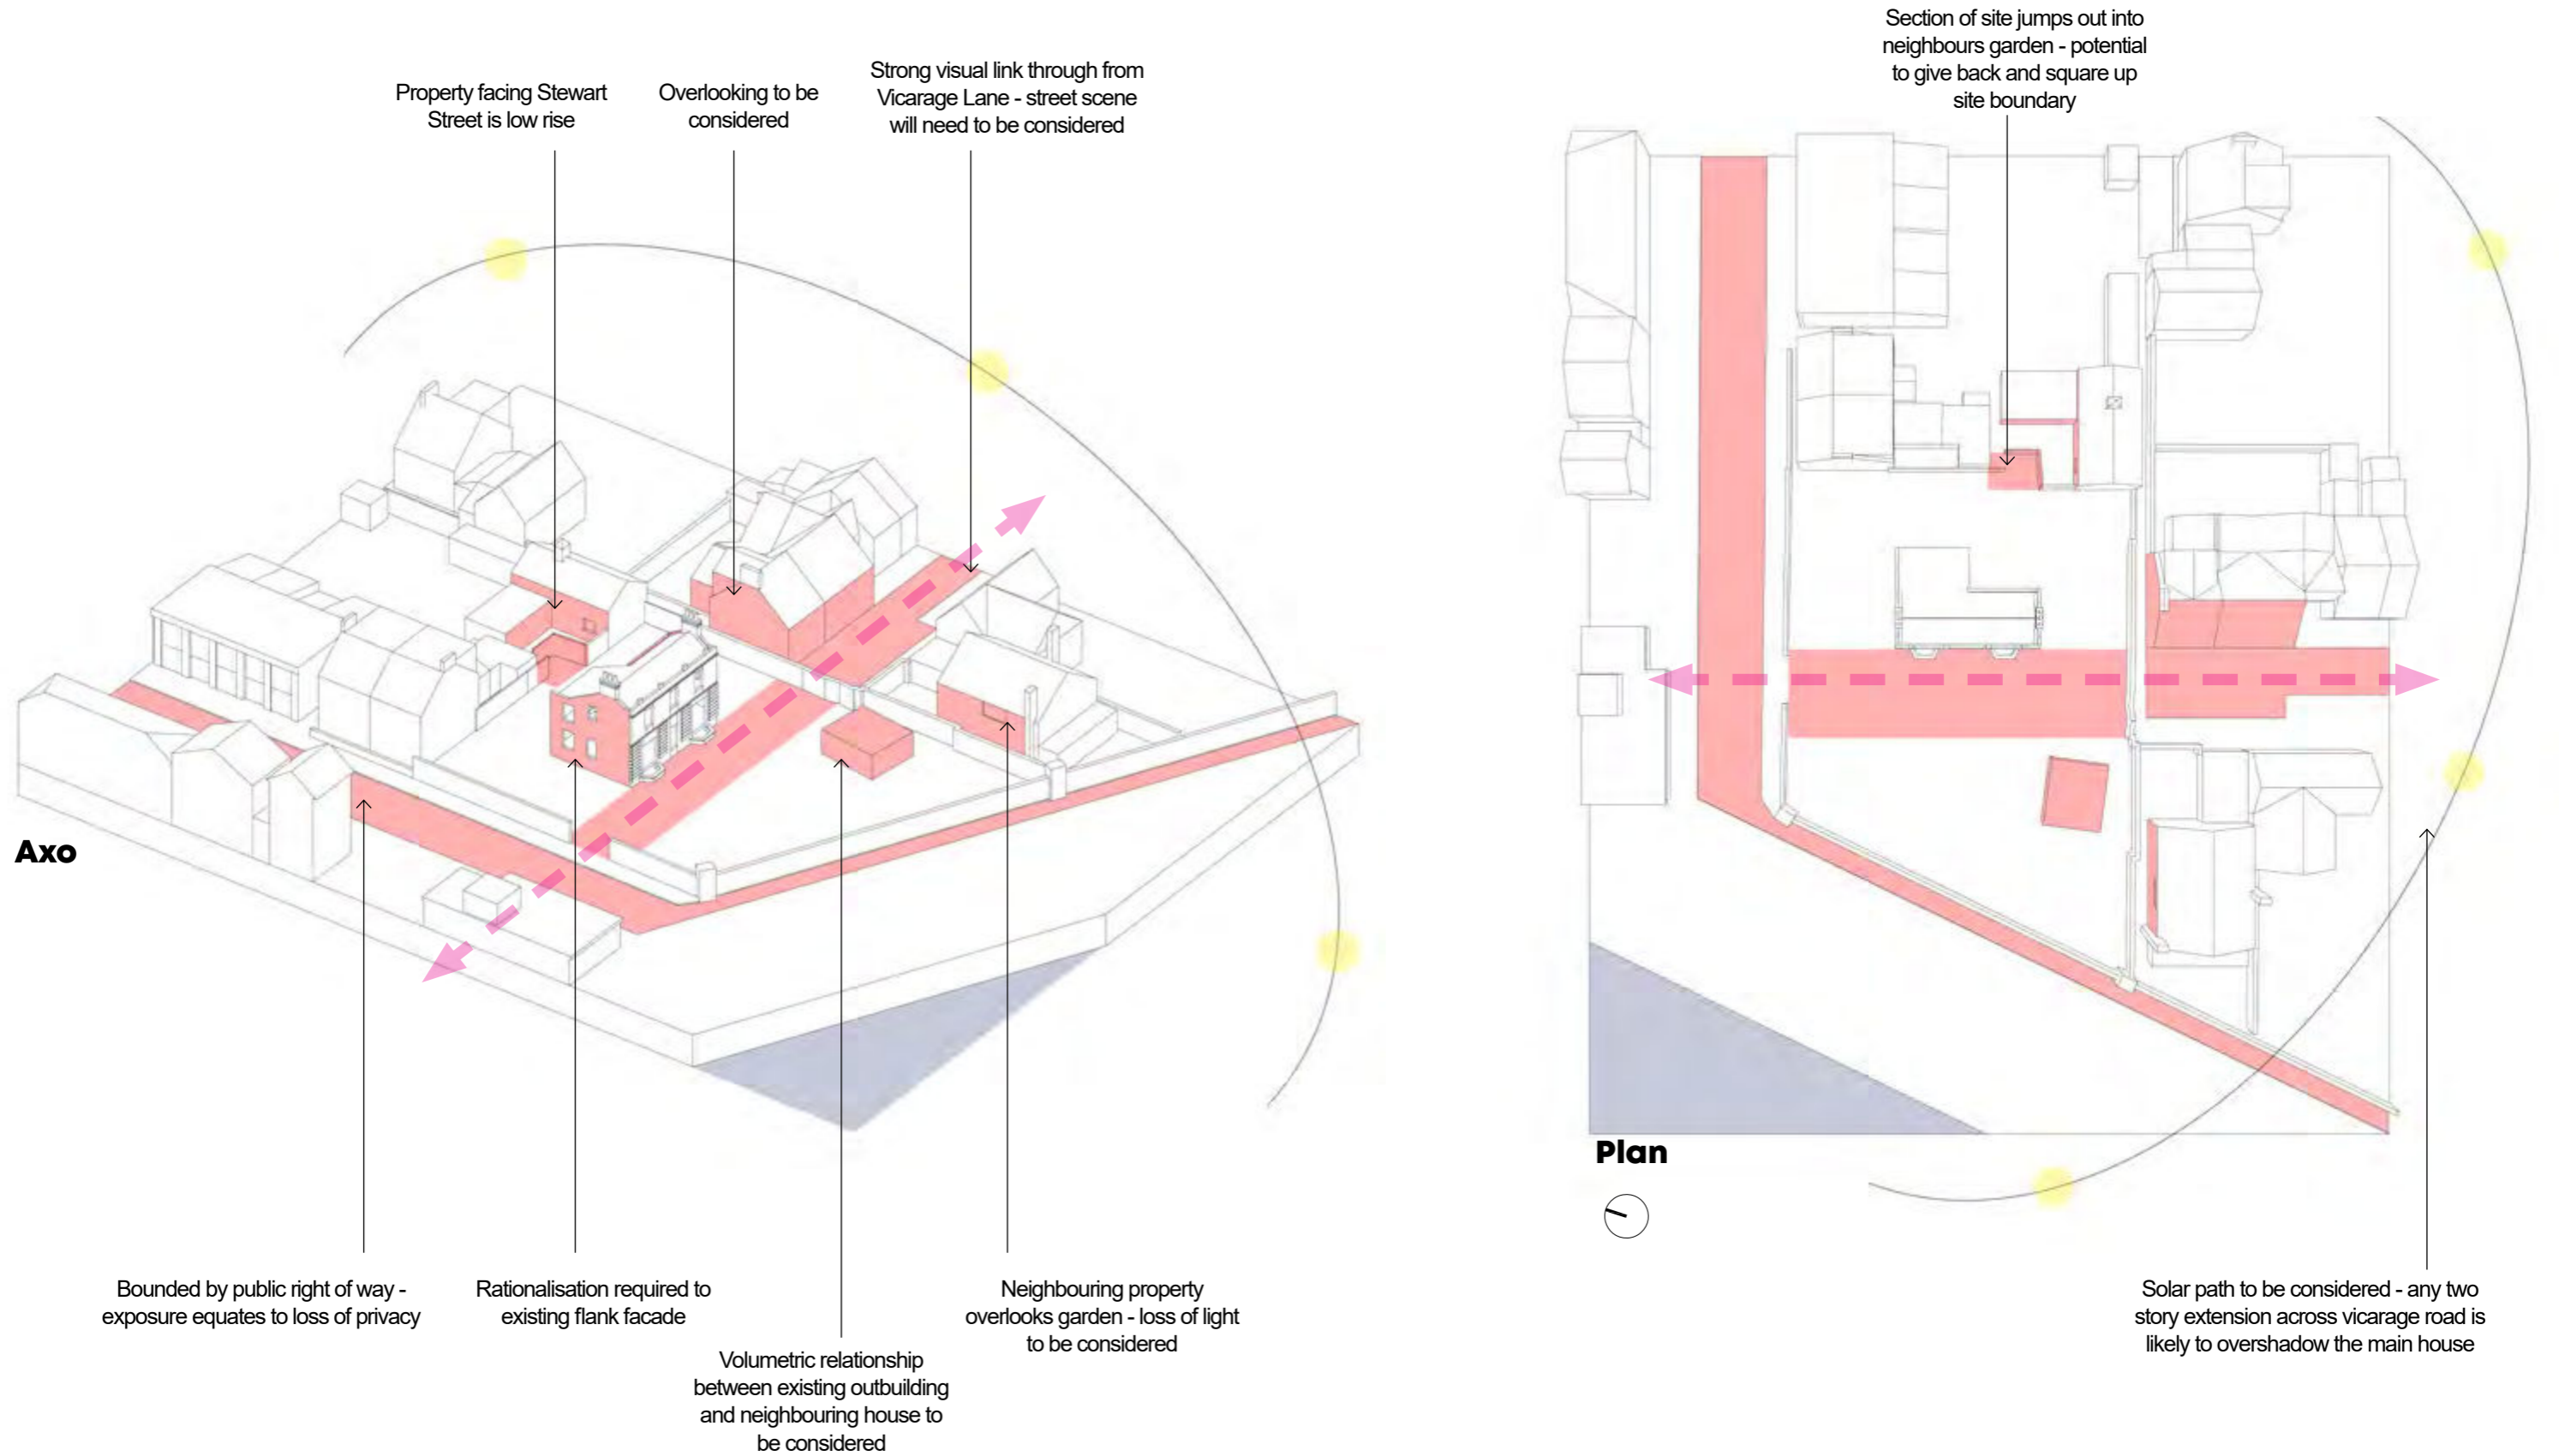 Property facing Stewart
Street is low rise
Overlooking to be
considered
Strong visual link through from
Vicarage Lane - street scene
will need to be considered
Section of site jumps out into
neighbours garden - potential
to give back and square up
site boundary
Axo
Plan
Bounded by public right of way -
exposure equates to loss of privacy
Rationalisation required to
existing flank facade
Volumetric relationship
between existing outbuilding
and neighbouring house to
be considered
Neighbouring property
overlooks garden - loss of light
to be considered
Solar path to be considered - any two
story extension across vicarage road is
likely to overshadow the main house